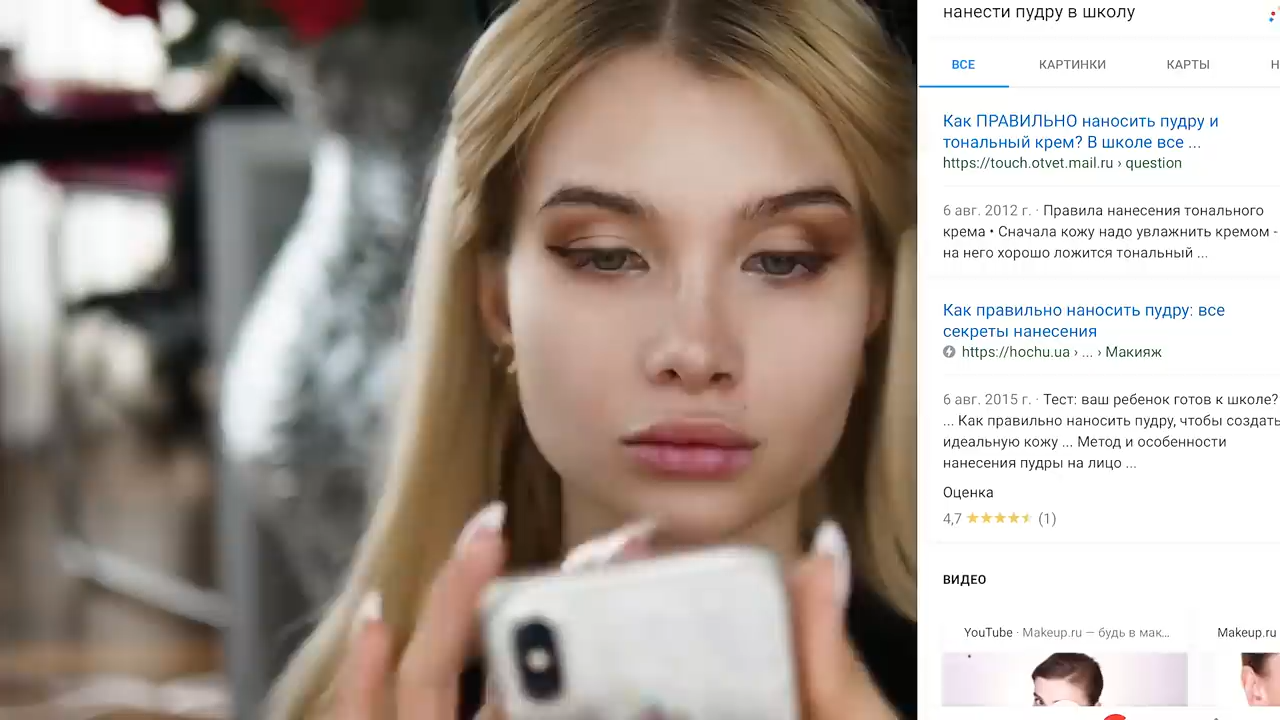 нанести пудру в школу
ВСЕ
КАРТИНКИ
КАРТЫ
Н
Как ПРАВИЛЬНО наносить пудру и
тональный крем? В школе все ...
https://touch.otvet.mail.ru › question
6 авг. 2012 г. · Правила нанесения тонального
крема • Сначала кожу надо увлажнить кремом -
на него хорошо ложится тональный ...
Как правильно наносить пудру: все
секреты нанесения
https://hochu.ua › ... › Макияж
6 авг. 2015 г. · Тест: ваш ребенок готов к школе?
... Как правильно наносить пудру, чтобы создать
идеальную кожу ... Метод и особенности
нанесения пудры на лицо ...
Оценка
4,7 (1)
ВИДЕО
YouTube · Makeup.ru — будь в мак...
Makeup.ru